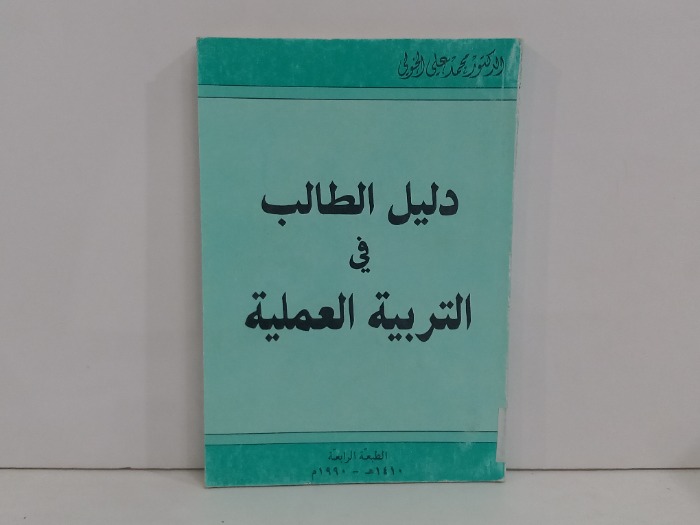 الدكتور محمد علي الخولي
دليل الطالب
في
التربية العملية
الطبعة الرابعة
١٤١٠هـ - ١٩٩٠م